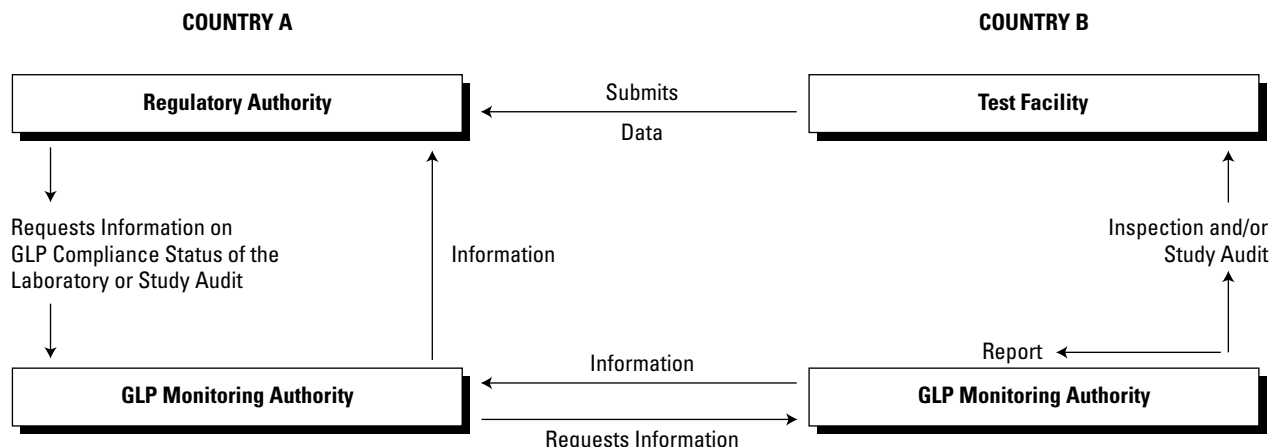 COUNTRY A
COUNTRY B
Regulatory Authority
Submits
Data
Test Facility
Requests Information on
GLP Compliance Status of the
Laboratory or Study Audit
Information
Inspection and/or
Study Audit
Report
GLP Monitoring Authority
Information
Requests Information
GLP Monitoring Authority